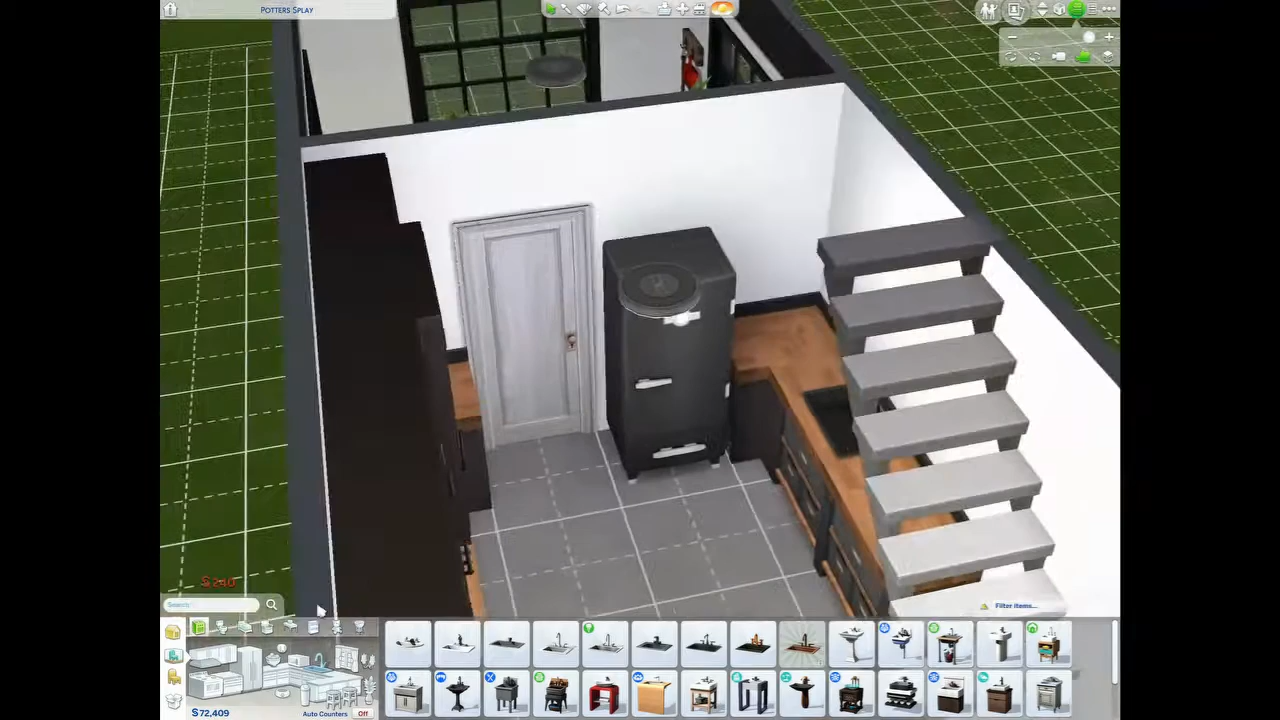 POTTERS SPLAY
$240
Search
Filter items...
$72,409
Auto Counters
Off